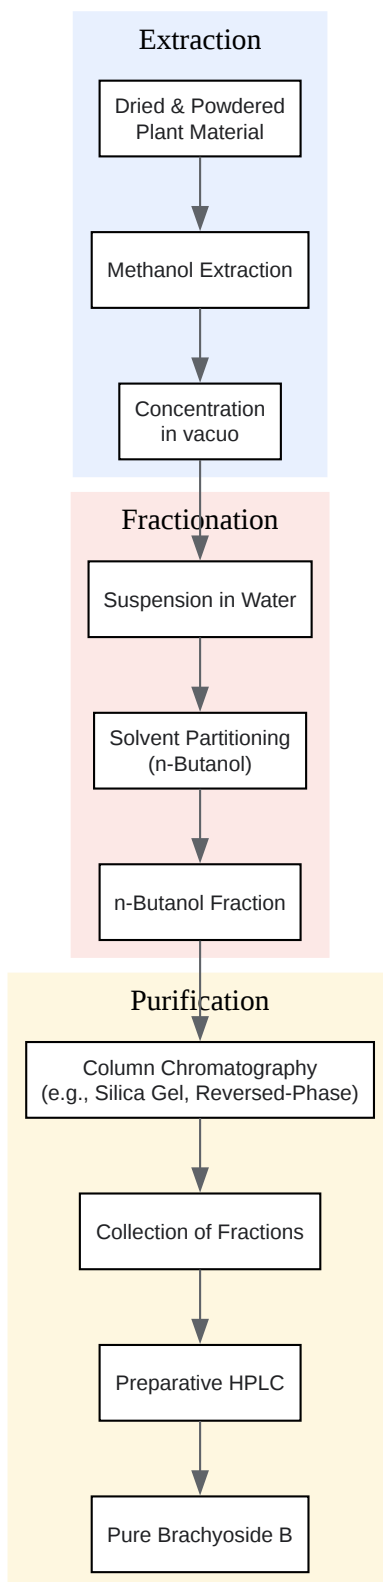 Extraction
Dried & Powdered
Plant Material
Methanol Extraction
Concentration
in vacuo
Fractionation
Suspension in Water
Solvent Partitioning
(n-Butanol)
n-Butanol Fraction
Purification
Column Chromatography
(e.g., Silica Gel, Reversed-Phase)
Collection of Fractions
Preparative HPLC
Pure Brachyoside B